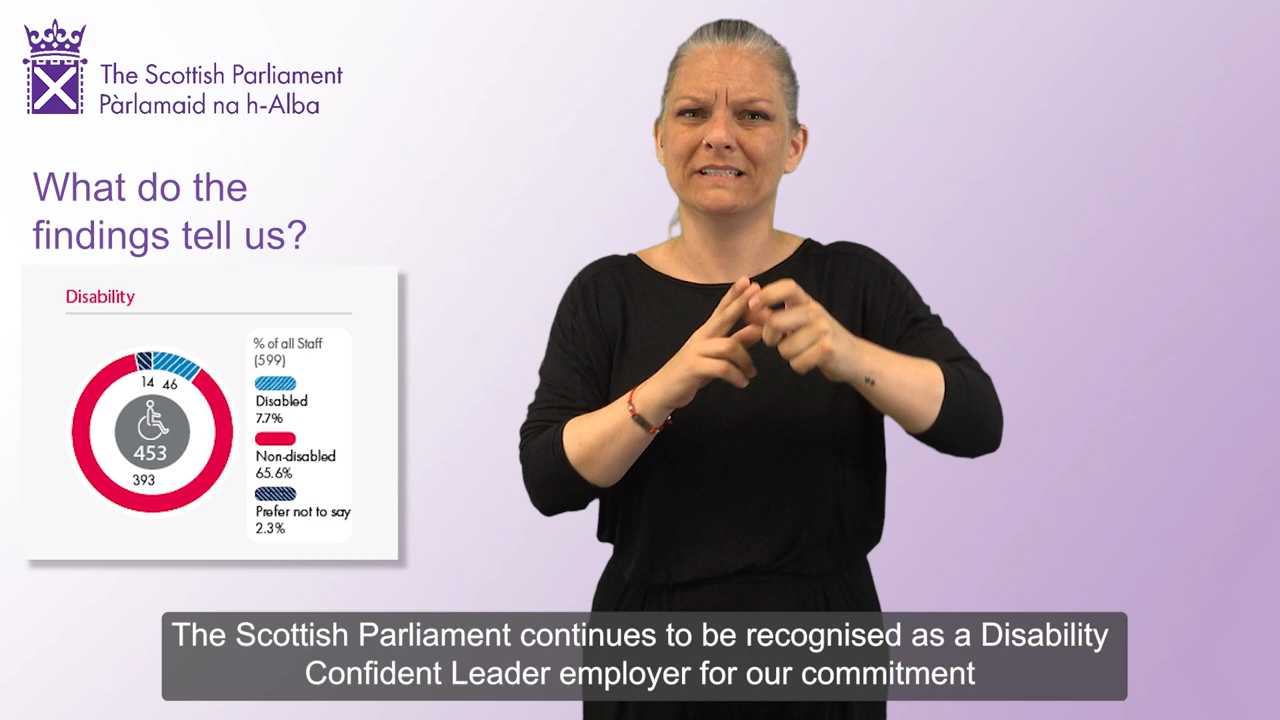 The Scottish Parliament
Pàrlamaid na h-Alba
What do the
findings tell us?
Disability
% of all Staff
(599)
Disabled
7.7%
Non-disabled
65.6%
Prefer not to say
2.3%
14 46
453
393
The Scottish Parliament continues to be recognised as a Disability
Confident Leader employer for our commitment